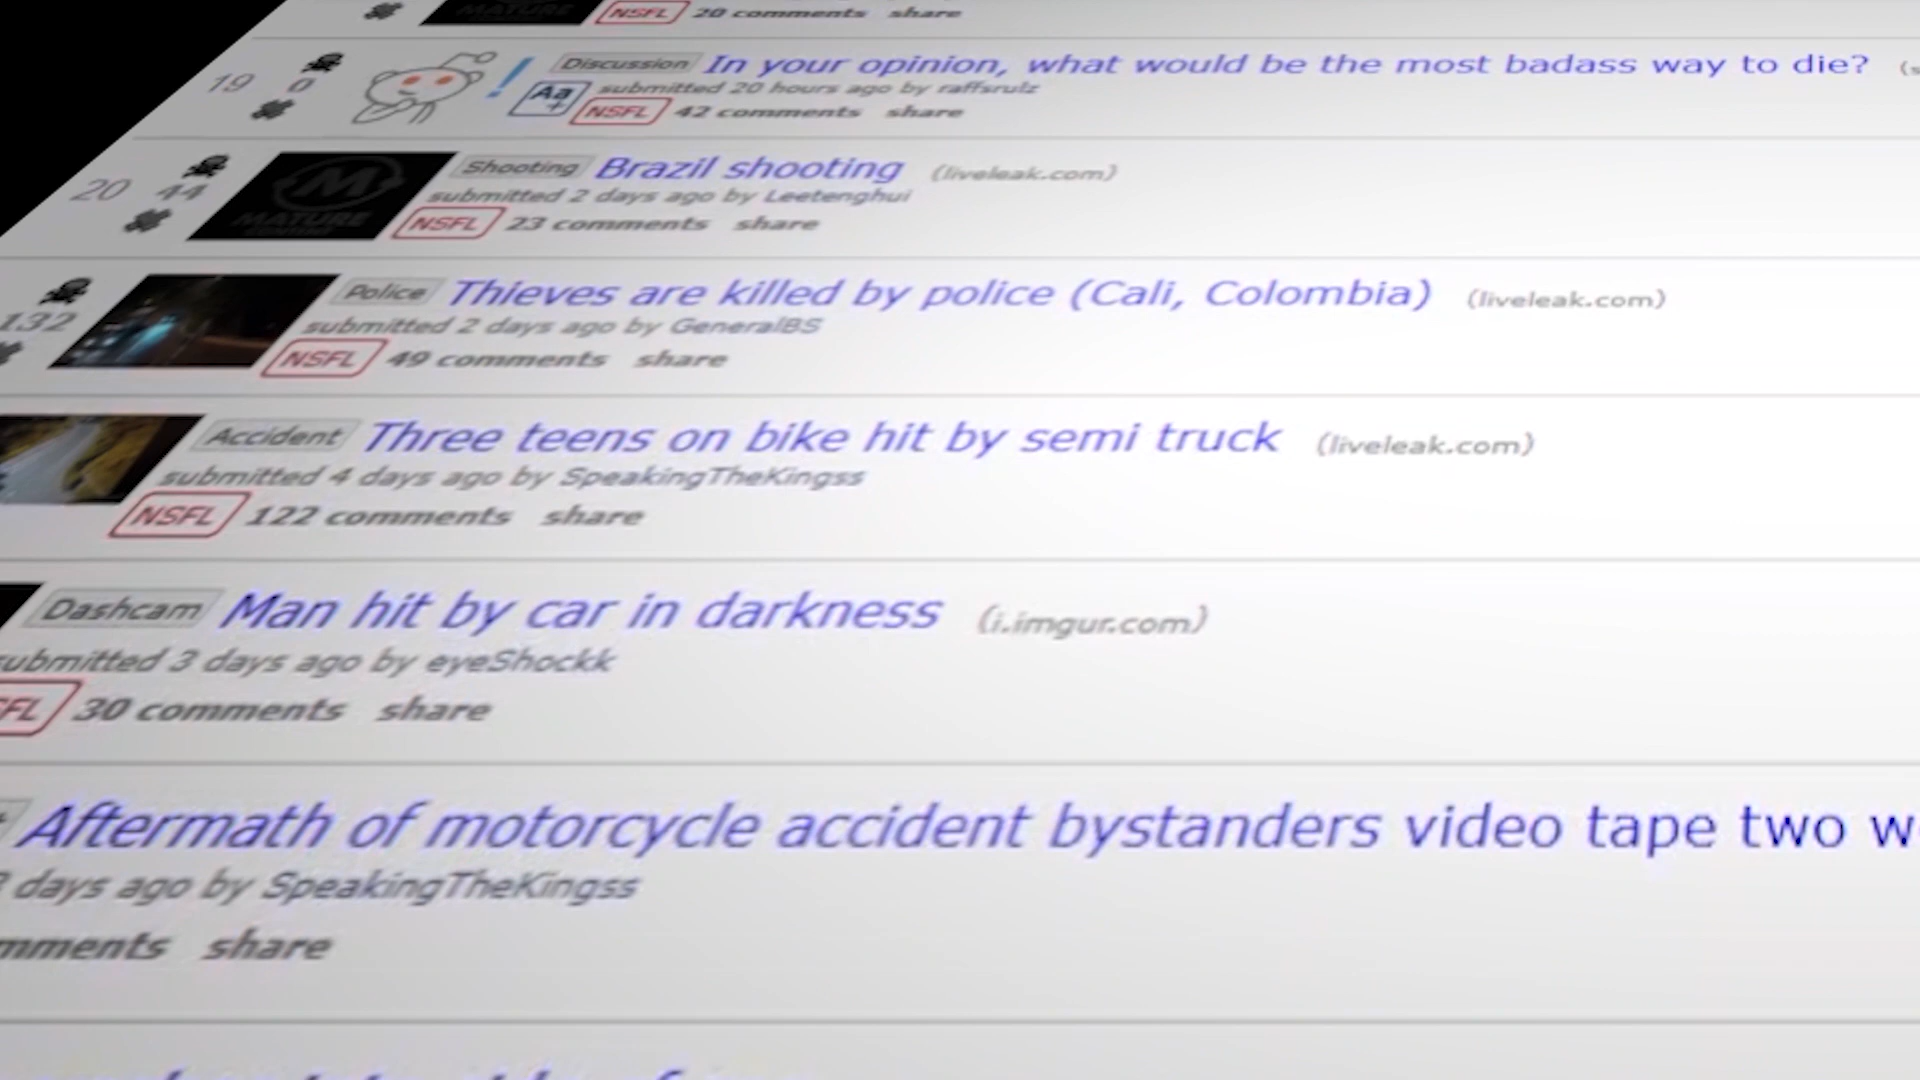 NSFL 20 comments share
19 0 Discussion In your opinion, what would be the most badass way to die?
Aa submitted 20 hours ago by raffsrulz
NSFL 42 comments share
20 44 MATURE Shooting Brazil shooting (liveleak.com)
submitted 2 days ago by Leetenghui
NSFL 23 comments share
132 Police Thieves are killed by police (Cali, Colombia) (liveleak.com)
submitted 2 days ago by GeneralBS
NSFL 49 comments share
Accident Three teens on bike hit by semi truck (liveleak.com)
submitted 4 days ago by SpeakingTheKingss
NSFL 122 comments share
Dashcam Man hit by car in darkness (i.imgur.com)
submitted 3 days ago by eyeShockk
30 comments share
Aftermath of motorcycle accident bystanders video tape two w
days ago by SpeakingTheKingss
mments share